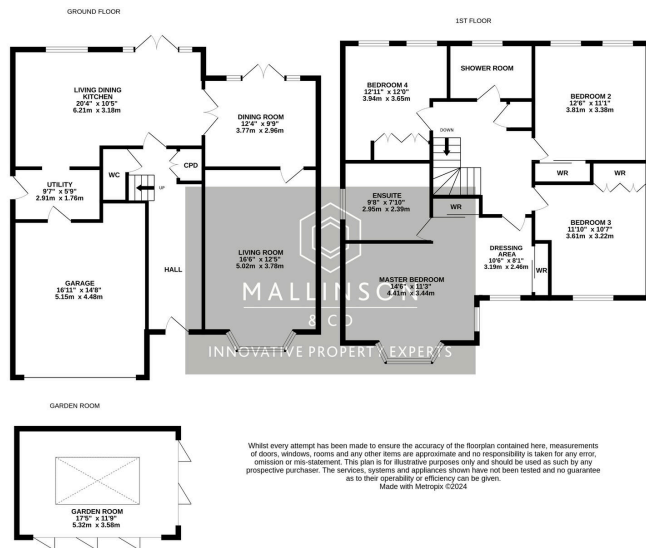 GROUND FLOOR
LIVING DINING
KITCHEN
20'4" x 10'5"
6.21m x 3.18m
DINING ROOM
12'4" x 9'9"
3.77m x 2.96m
UTILITY
9'7" x 5'9"
2.91m x 1.76m
WC
CPD
UP
GARAGE
16'11" x 14'8"
5.15m x 4.48m
HALL
LIVING ROOM
16'6" x 12'5"
5.02m x 3.78m
1ST FLOOR
BEDROOM 4
12'11" x 12'0"
3.94m x 3.65m
SHOWER ROOM
BEDROOM 2
12'6" x 11'1"
3.81m x 3.38m
DOWN
WR
WR
ENSUITE
9'8" x 7'10"
2.95m x 2.39m
WR
BEDROOM 3
11'10" x 10'7"
3.61m x 3.22m
DRESSING
AREA
10'6" x 8'1"
3.19m x 2.46m
WR
MASTER BEDROOM
14'6" x 11'3"
4.41m x 3.44m
MALLINSON
& CO
INNOVATIVE PROPERTY EXPERTS
GARDEN ROOM
GARDEN ROOM
17'5" x 11'9"
5.32m x 3.58m
Whilst every attempt has been made to ensure the accuracy of the floorplan contained here, measurements
of doors, windows, rooms and any other items are approximate and no responsibility is taken for any error,
omission or mis-statement. This plan is for illustrative purposes only and should be used as such by any
prospective purchaser. The services, systems and appliances shown have not been tested and no guarantee
as to their operability or efficiency can be given.
Made with Metropix ©2024